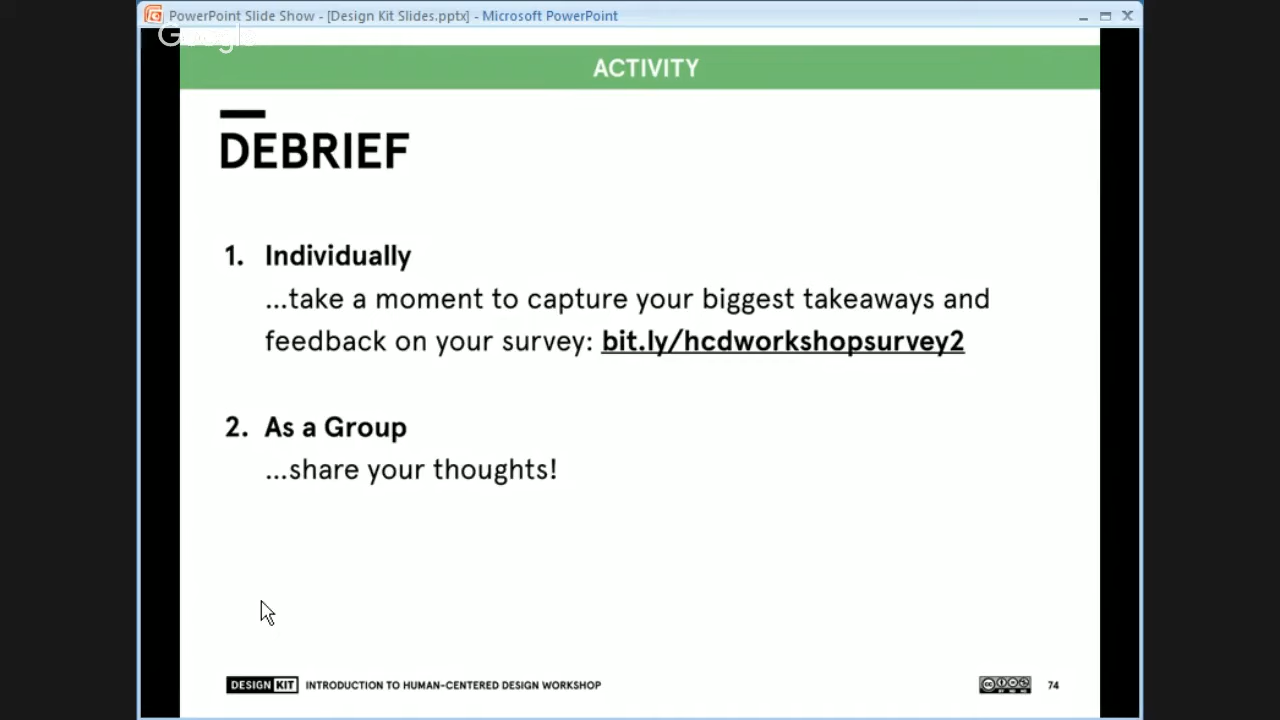 PowerPoint Slide Show - [Design Kit Slides.pptx] - Microsoft PowerPoint
Google
ACTIVITY
DEBRIEF
1. Individually
...take a moment to capture your biggest takeaways and
feedback on your survey: bit.ly/hcdworkshopsurvey2
2. As a Group
...share your thoughts!
DESIGN KIT INTRODUCTION TO HUMAN-CENTERED DESIGN WORKSHOP
74